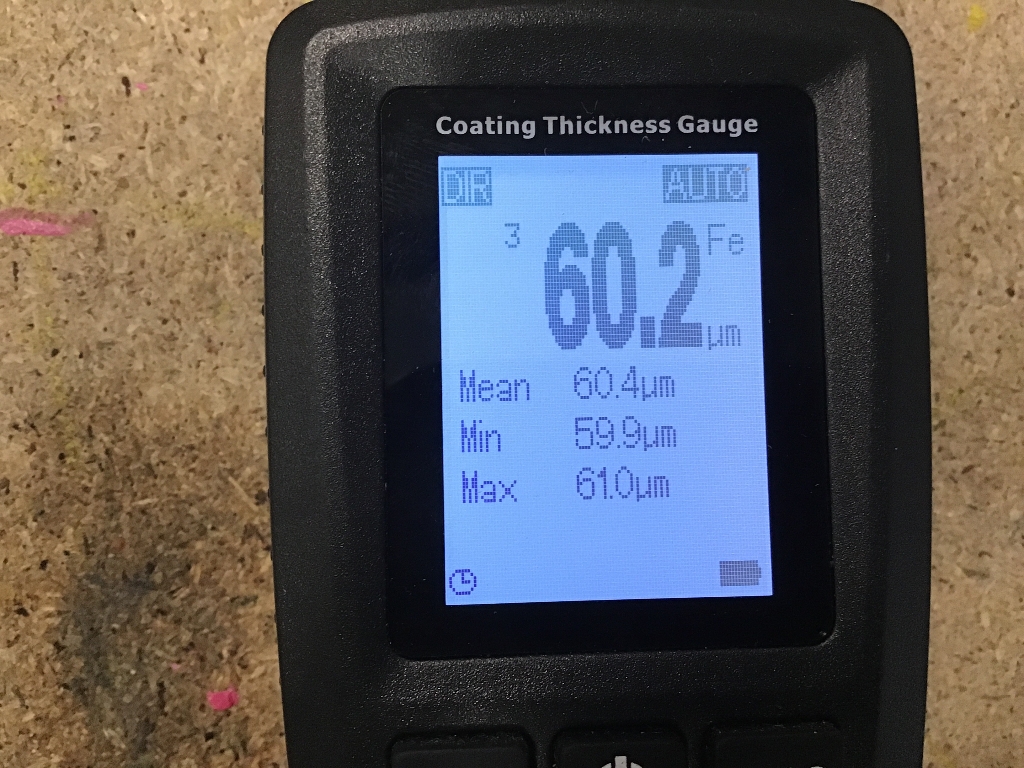 Coating Thickness Gauge
DIR AUTO
3 60.2 Fe
µm
Mean 60.4µm
Min 59.9µm
Max 61.0µm